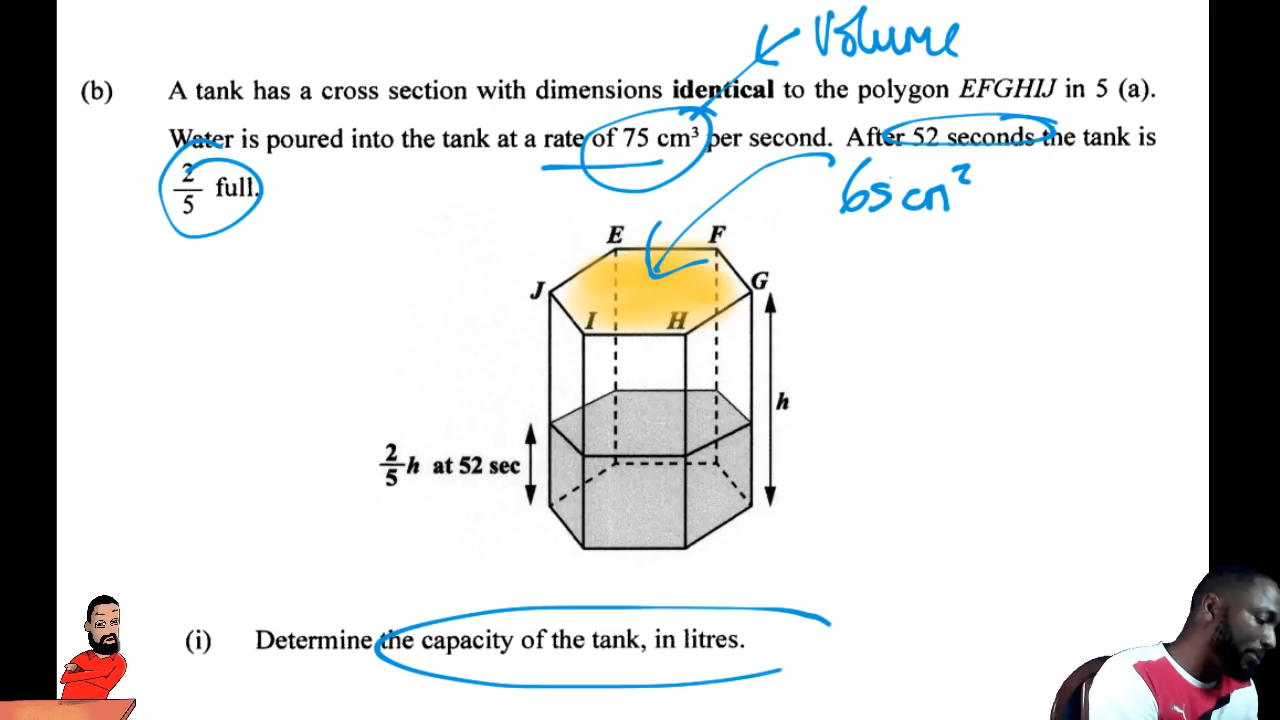 Volume
(b) A tank has a cross section with dimensions identical to the polygon EFGHIJ in 5 (a).
Water is poured into the tank at a rate of 75 cm³ per second. After 52 seconds the tank is
2/5 full.
65 cm²
E F
J G
I H
h
2/5 h at 52 sec
(i) Determine the capacity of the tank, in litres.